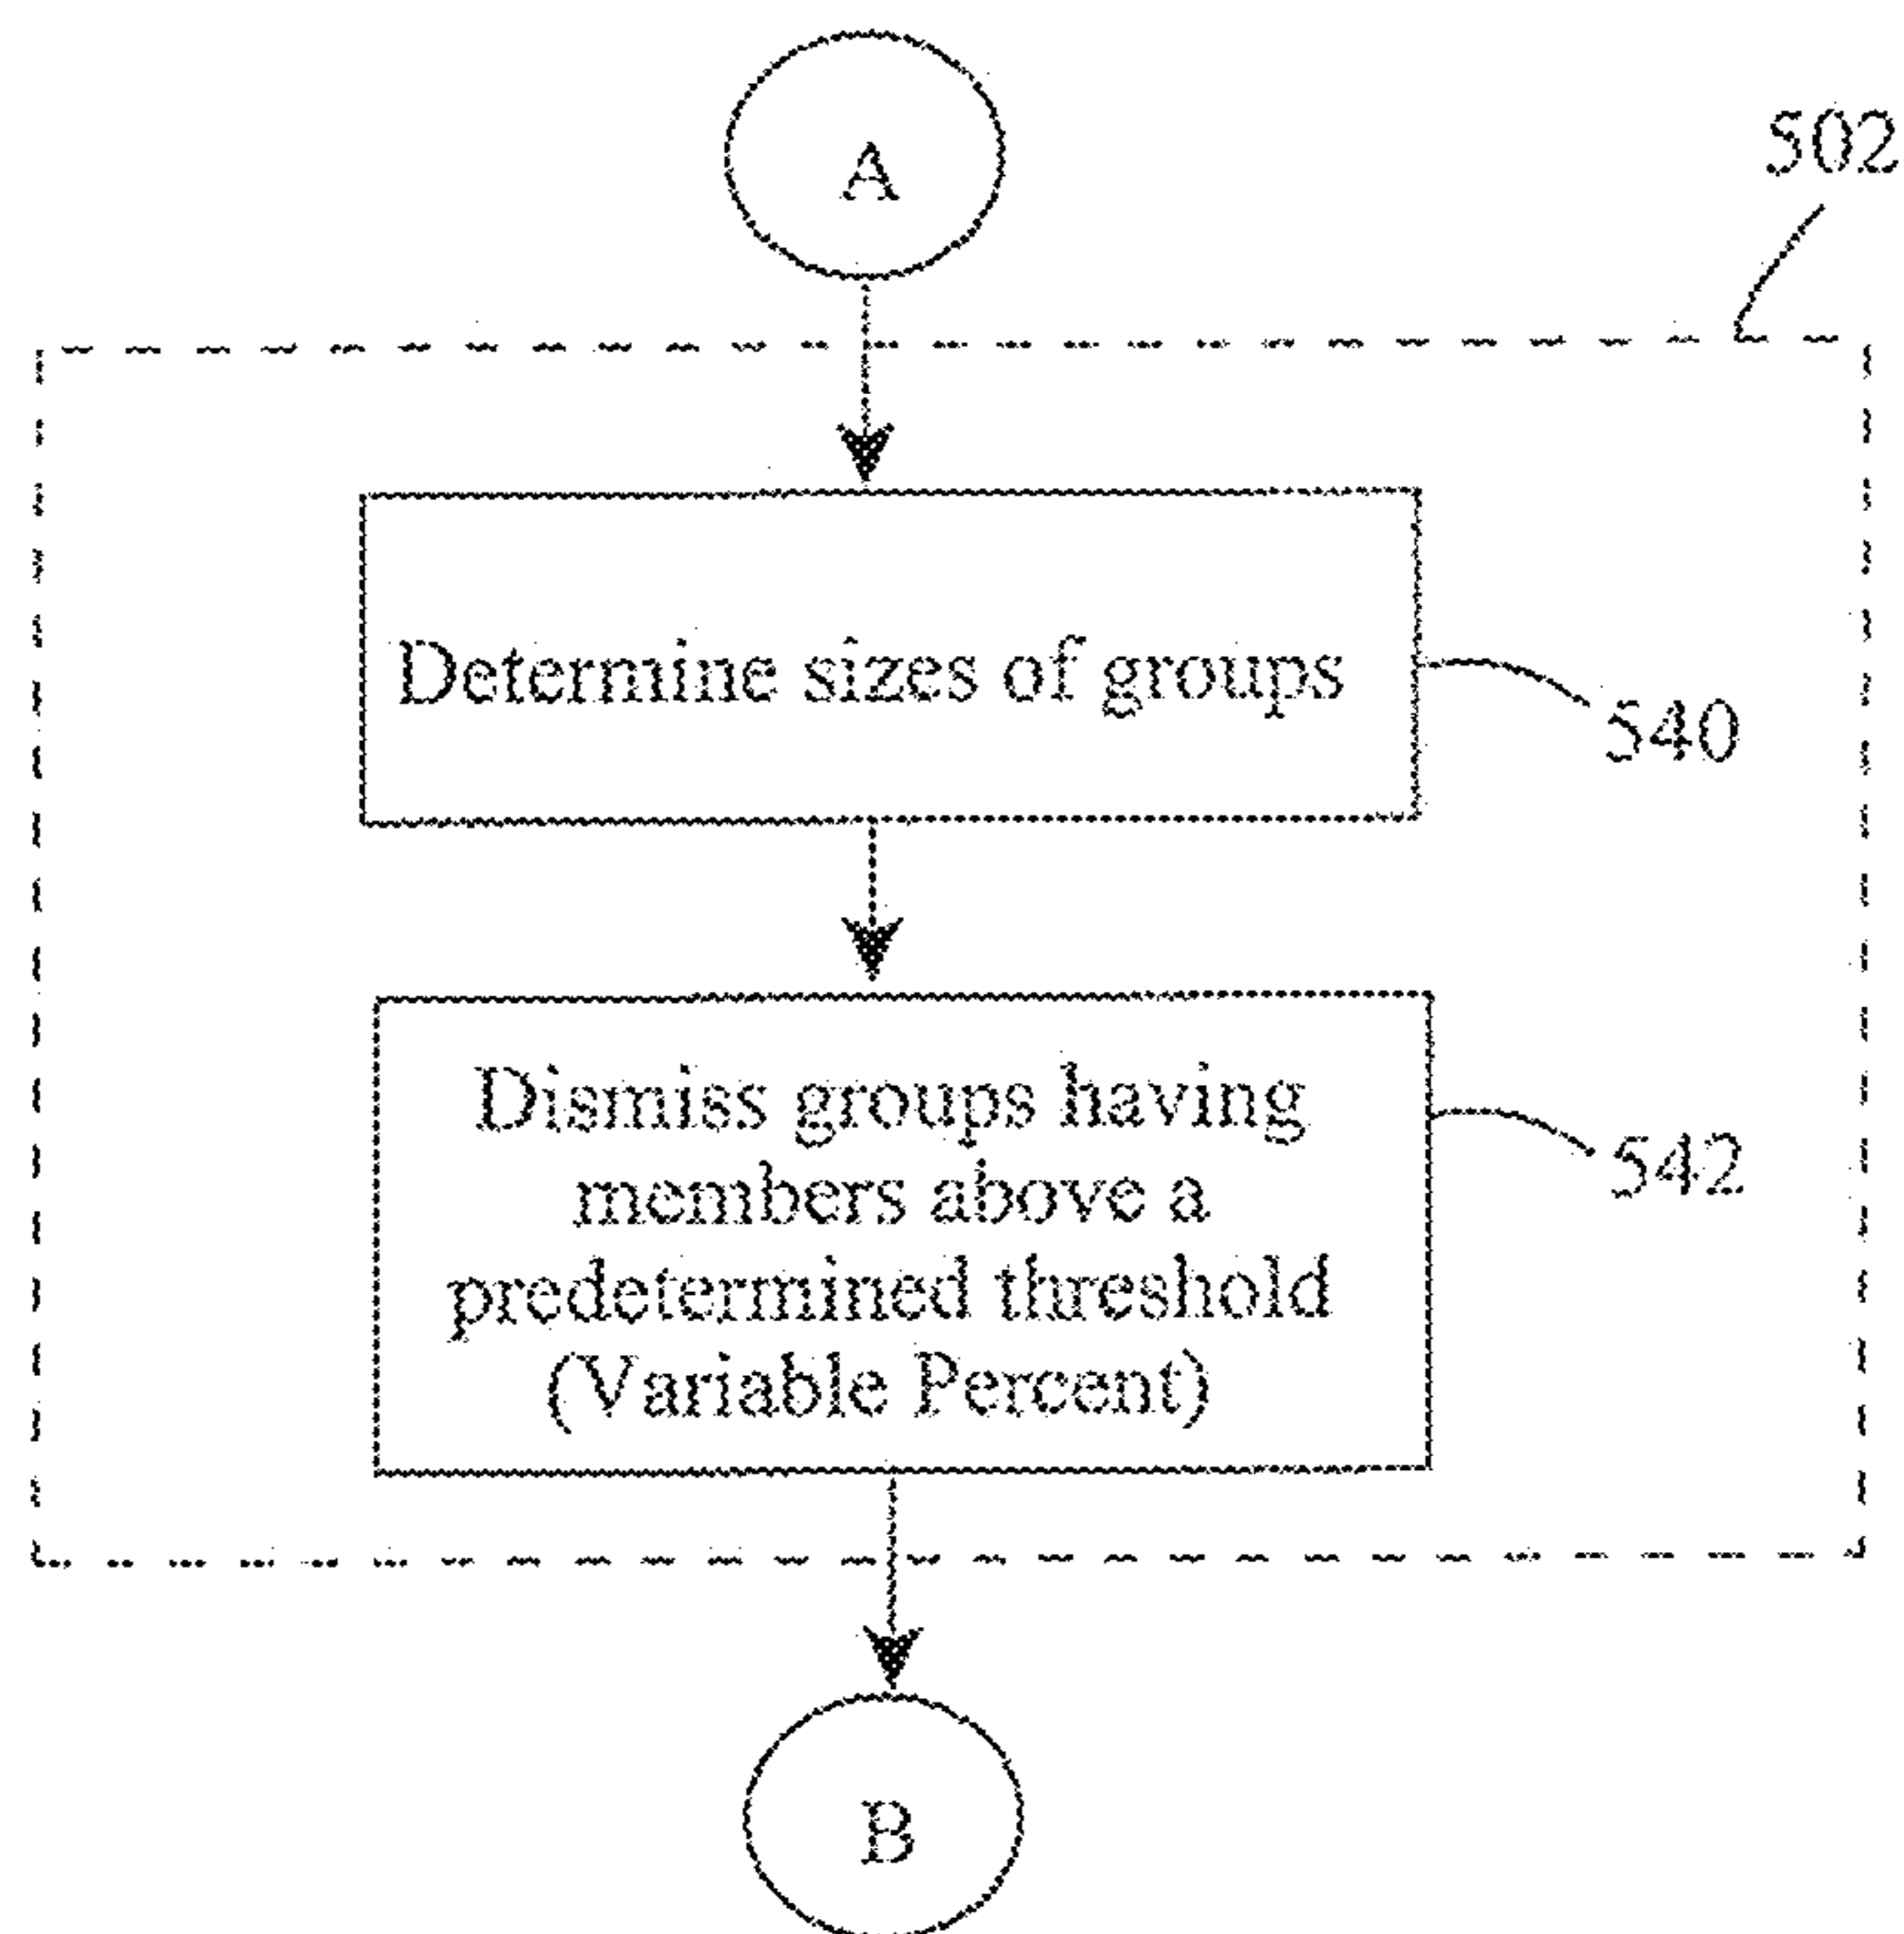 A
502
Determine sizes of groups
540
Dismiss groups having
members above a
predetermined threshold
(Variable Percent)
542
B